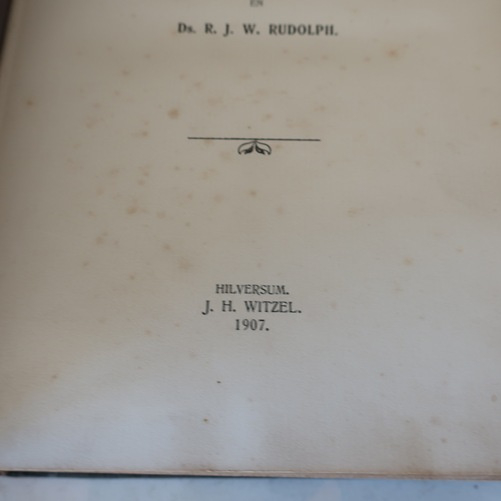 EN
Ds. R. J. W. RUDOLPH.
HILVERSUM.
J. H. WITZEL.
1907.